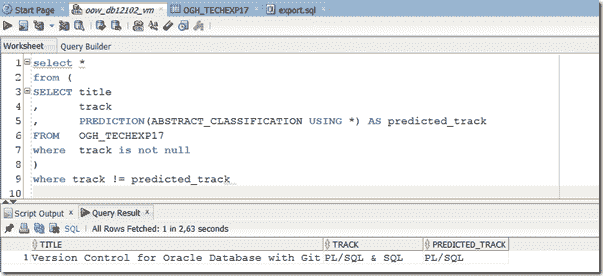 Start Page oow_db12102_vm OGH_TECHEXP17 export.sql
Worksheet Query Builder
1 select *
2 from (
3 SELECT title
4 , track
5 , PREDICTION(ABSTRACT_CLASSIFICATION USING *) AS predicted_track
6 FROM OGH_TECHEXP17
7 where track is not null
8 )
9 where track != predicted_track
10
Script Output Query Result
SQL | All Rows Fetched: 1 in 2,63 seconds
TITLE TRACK PREDICTED_TRACK
1 Version Control for Oracle Database with Git PL/SQL & SQL PL/SQL